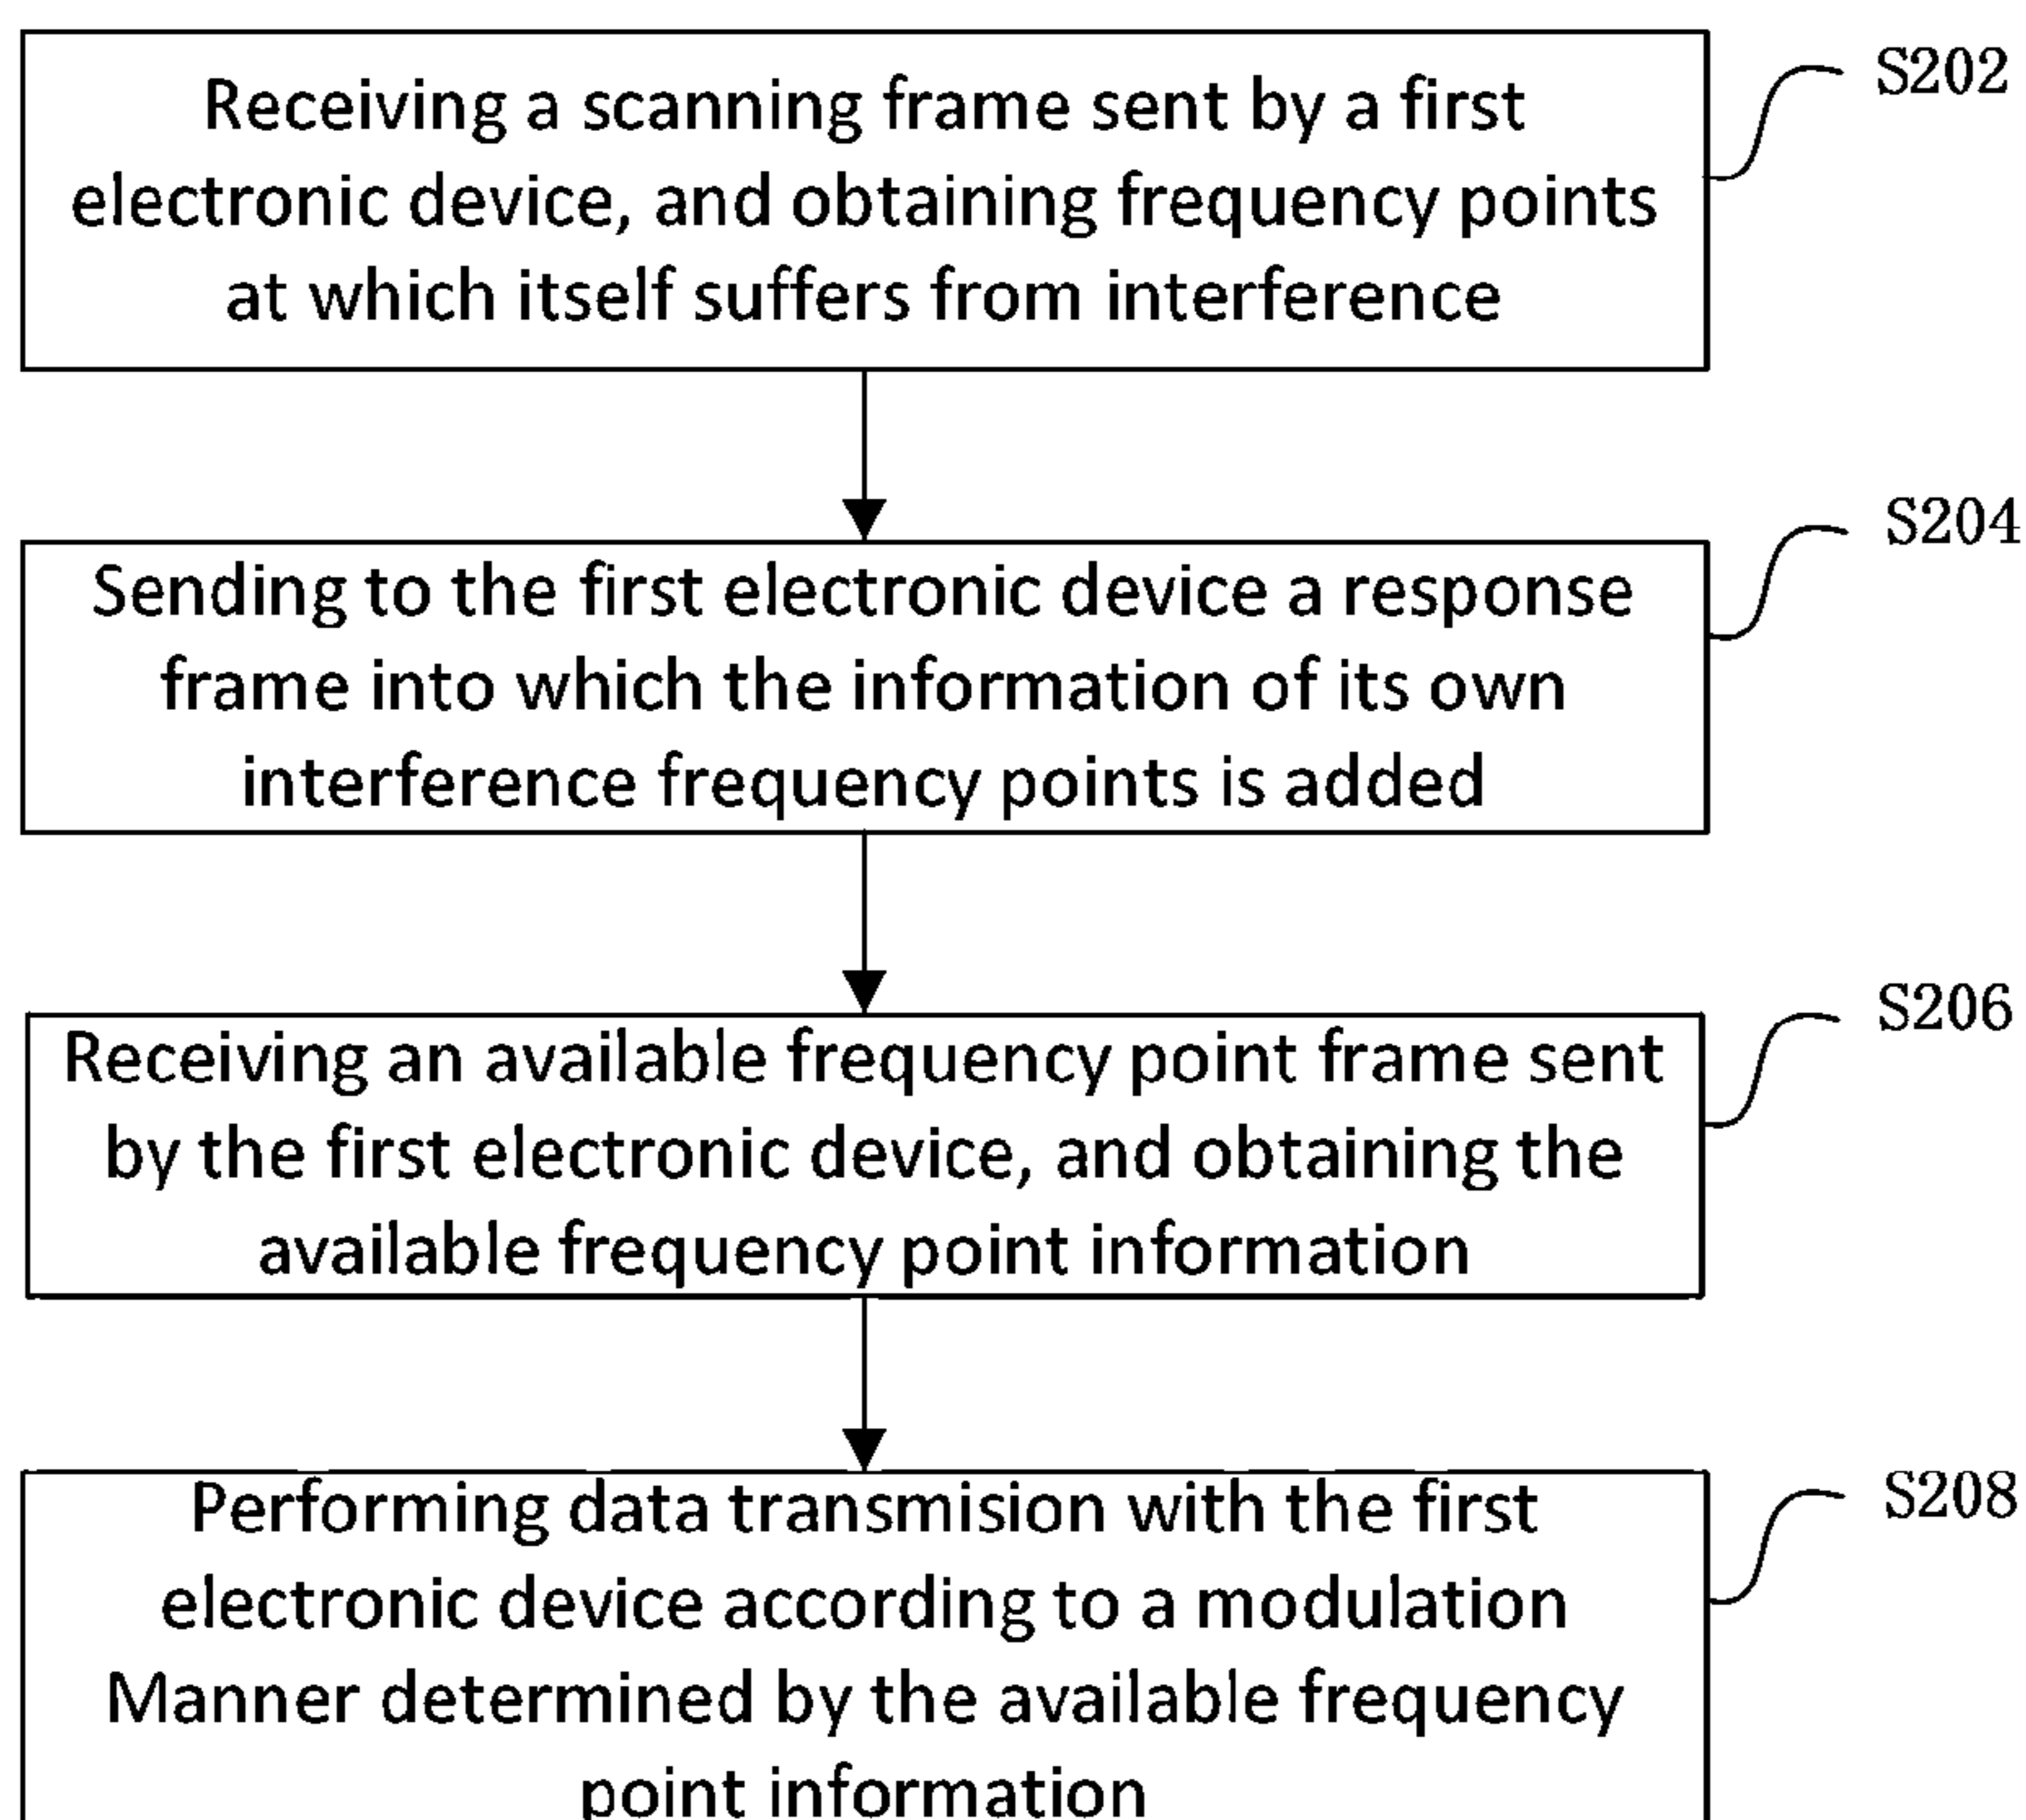 Receiving a scanning frame sent by a first
electronic device, and obtaining frequency points
at which itself suffers from interference
S202
Sending to the first electronic device a response
frame into which the information of its own
interference frequency points is added
S204
Receiving an available frequency point frame sent
by the first electronic device, and obtaining the
available frequency point information
S206
Performing data transmision with the first
electronic device according to a modulation
Manner determined by the available frequency
point information
S208